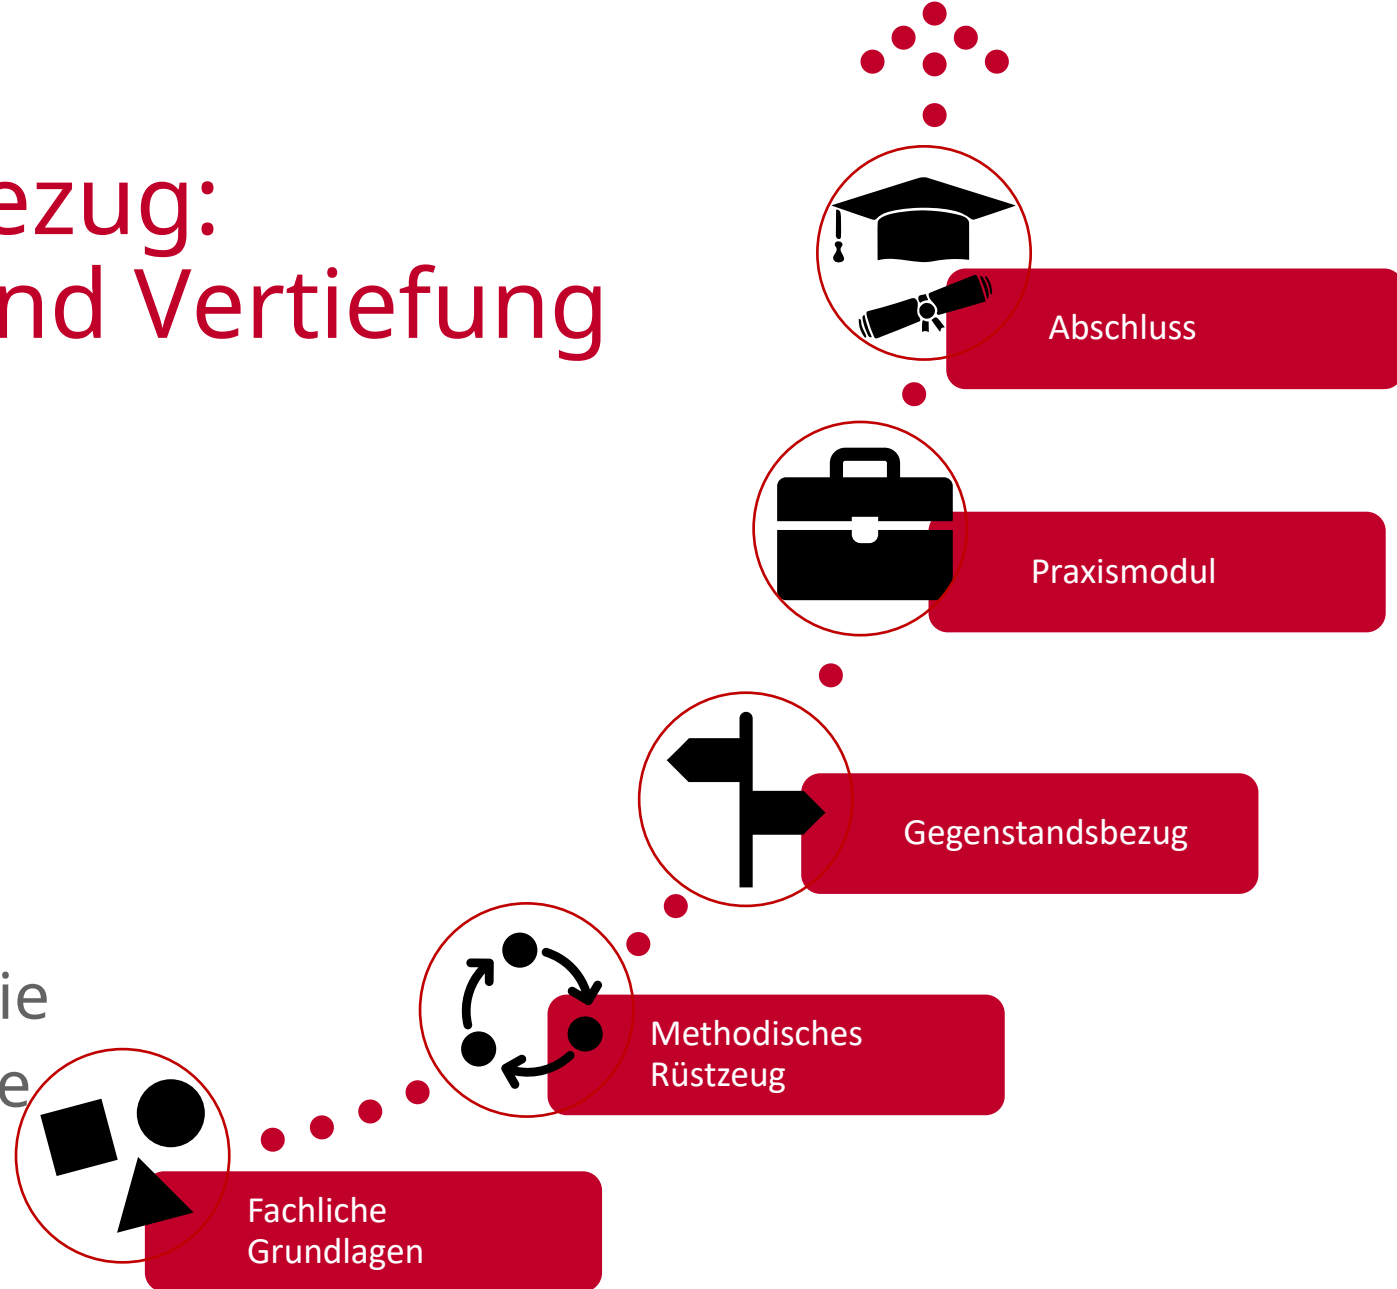 ezug:
nd Vertiefung
Abschluss
Praxismodul
Gegenstandsbezug
Methodisches
Rüstzeug
ie
e
Fachliche
Grundlagen